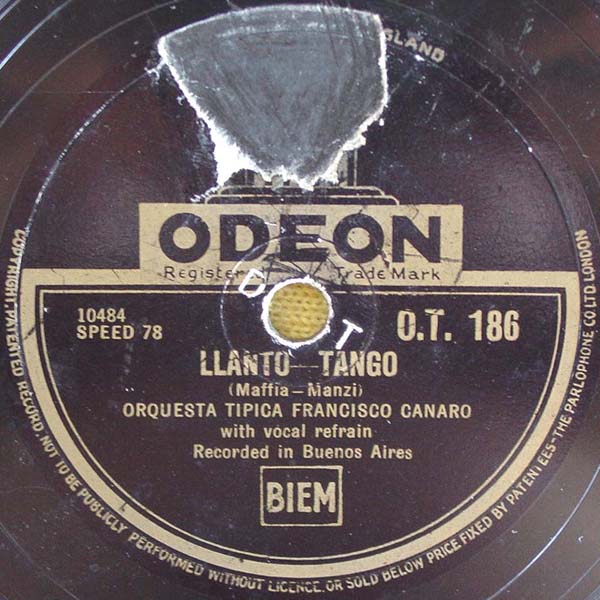 GLAND
ODEON
Register Trade Mark
D T
10484
SPEED 78
O.T. 186
LLANTO—TANGO
(Maffia-Manzi)
ORQUESTA TIPICA FRANCISCO CANARO
with vocal refrain
Recorded in Buenos Aires
BIEM
COPYRIGHT. PATENTED RECORD. NOT TO BE PUBLICLY PERFORMED WITHOUT LICENCE. OR SOLD BELOW PRICE FIXED BY PATENTEES-THE PARLOPHONE CO LTD. LONDON